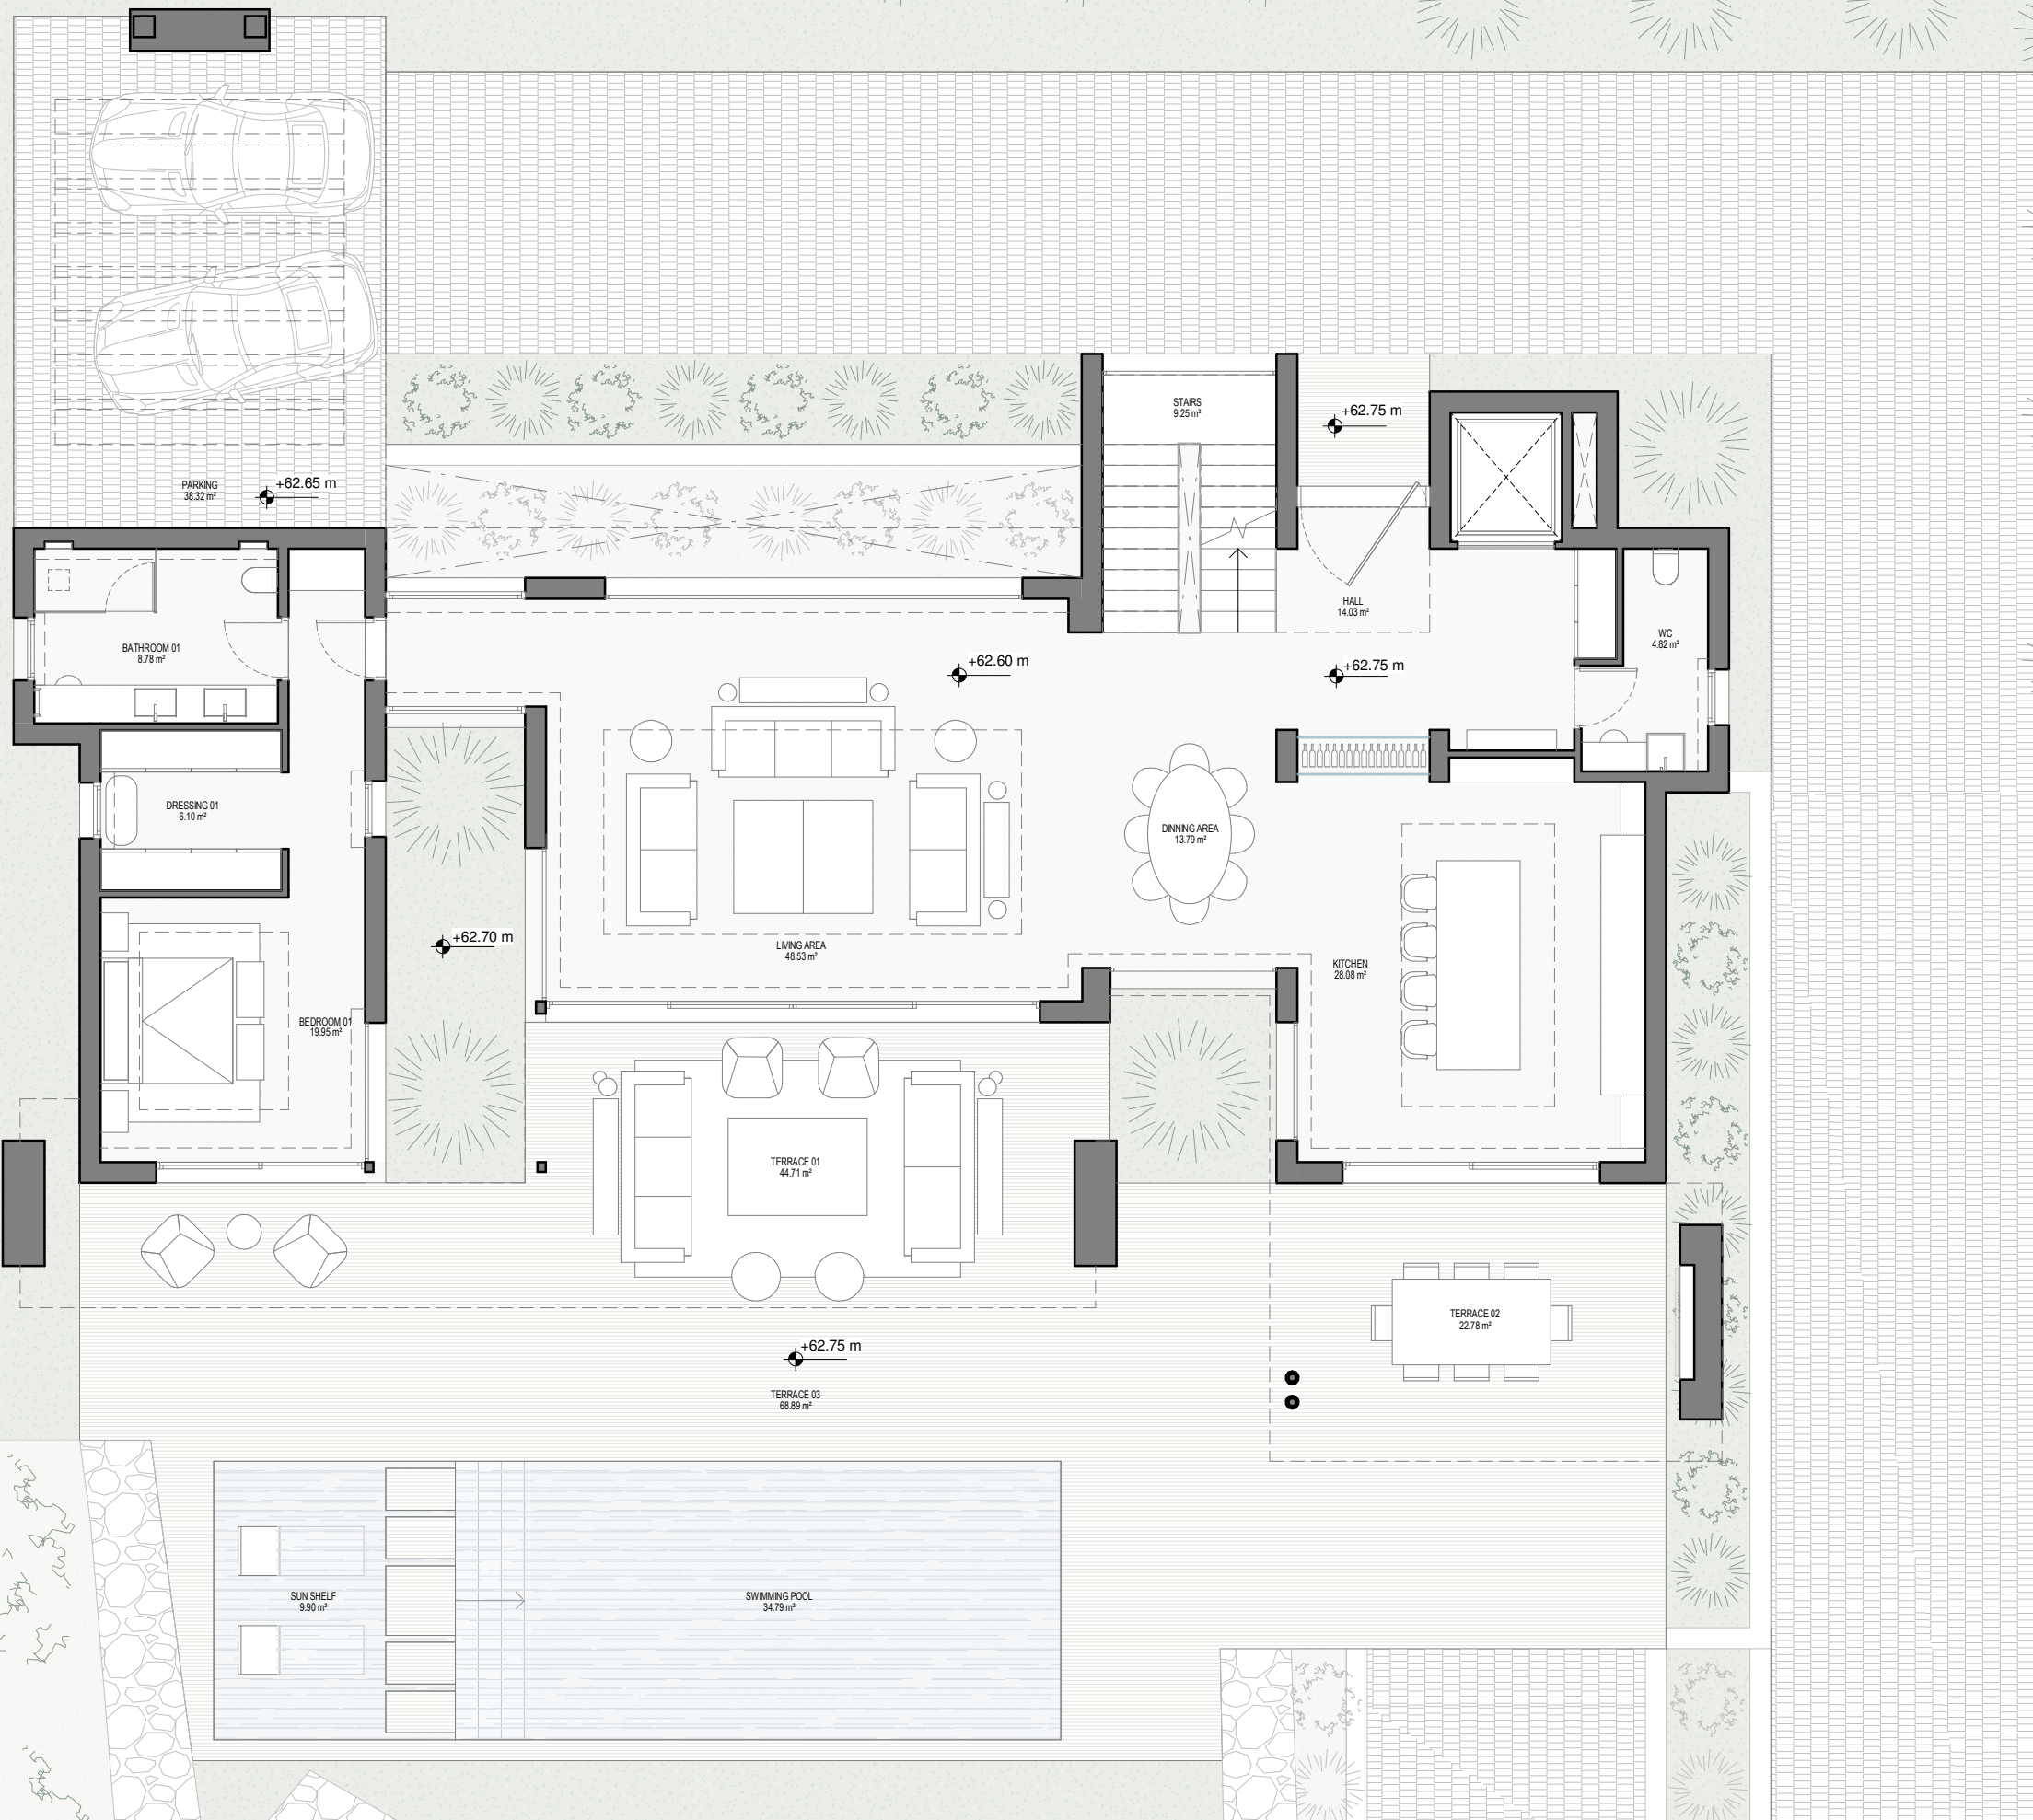 STAIRS
9.25 m²
+62.75 m
PARKING
38.32 m²
+62.65 m
HALL
14.03 m²
BATHROOM 01
8.78 m²
WC
4.82 m²
+62.60 m
+62.75 m
DRESSING 01
6.10 m²
DINNING AREA
13.79 m²
+62.70 m
LIVING AREA
48.53 m²
KITCHEN
28.08 m²
BEDROOM 01
19.95 m²
TERRACE 01
44.71 m²
TERRACE 02
22.78 m²
+62.75 m
TERRACE 03
68.89 m²
SUN SHELF
9.90 m²
SWIMMING POOL
34.79 m²